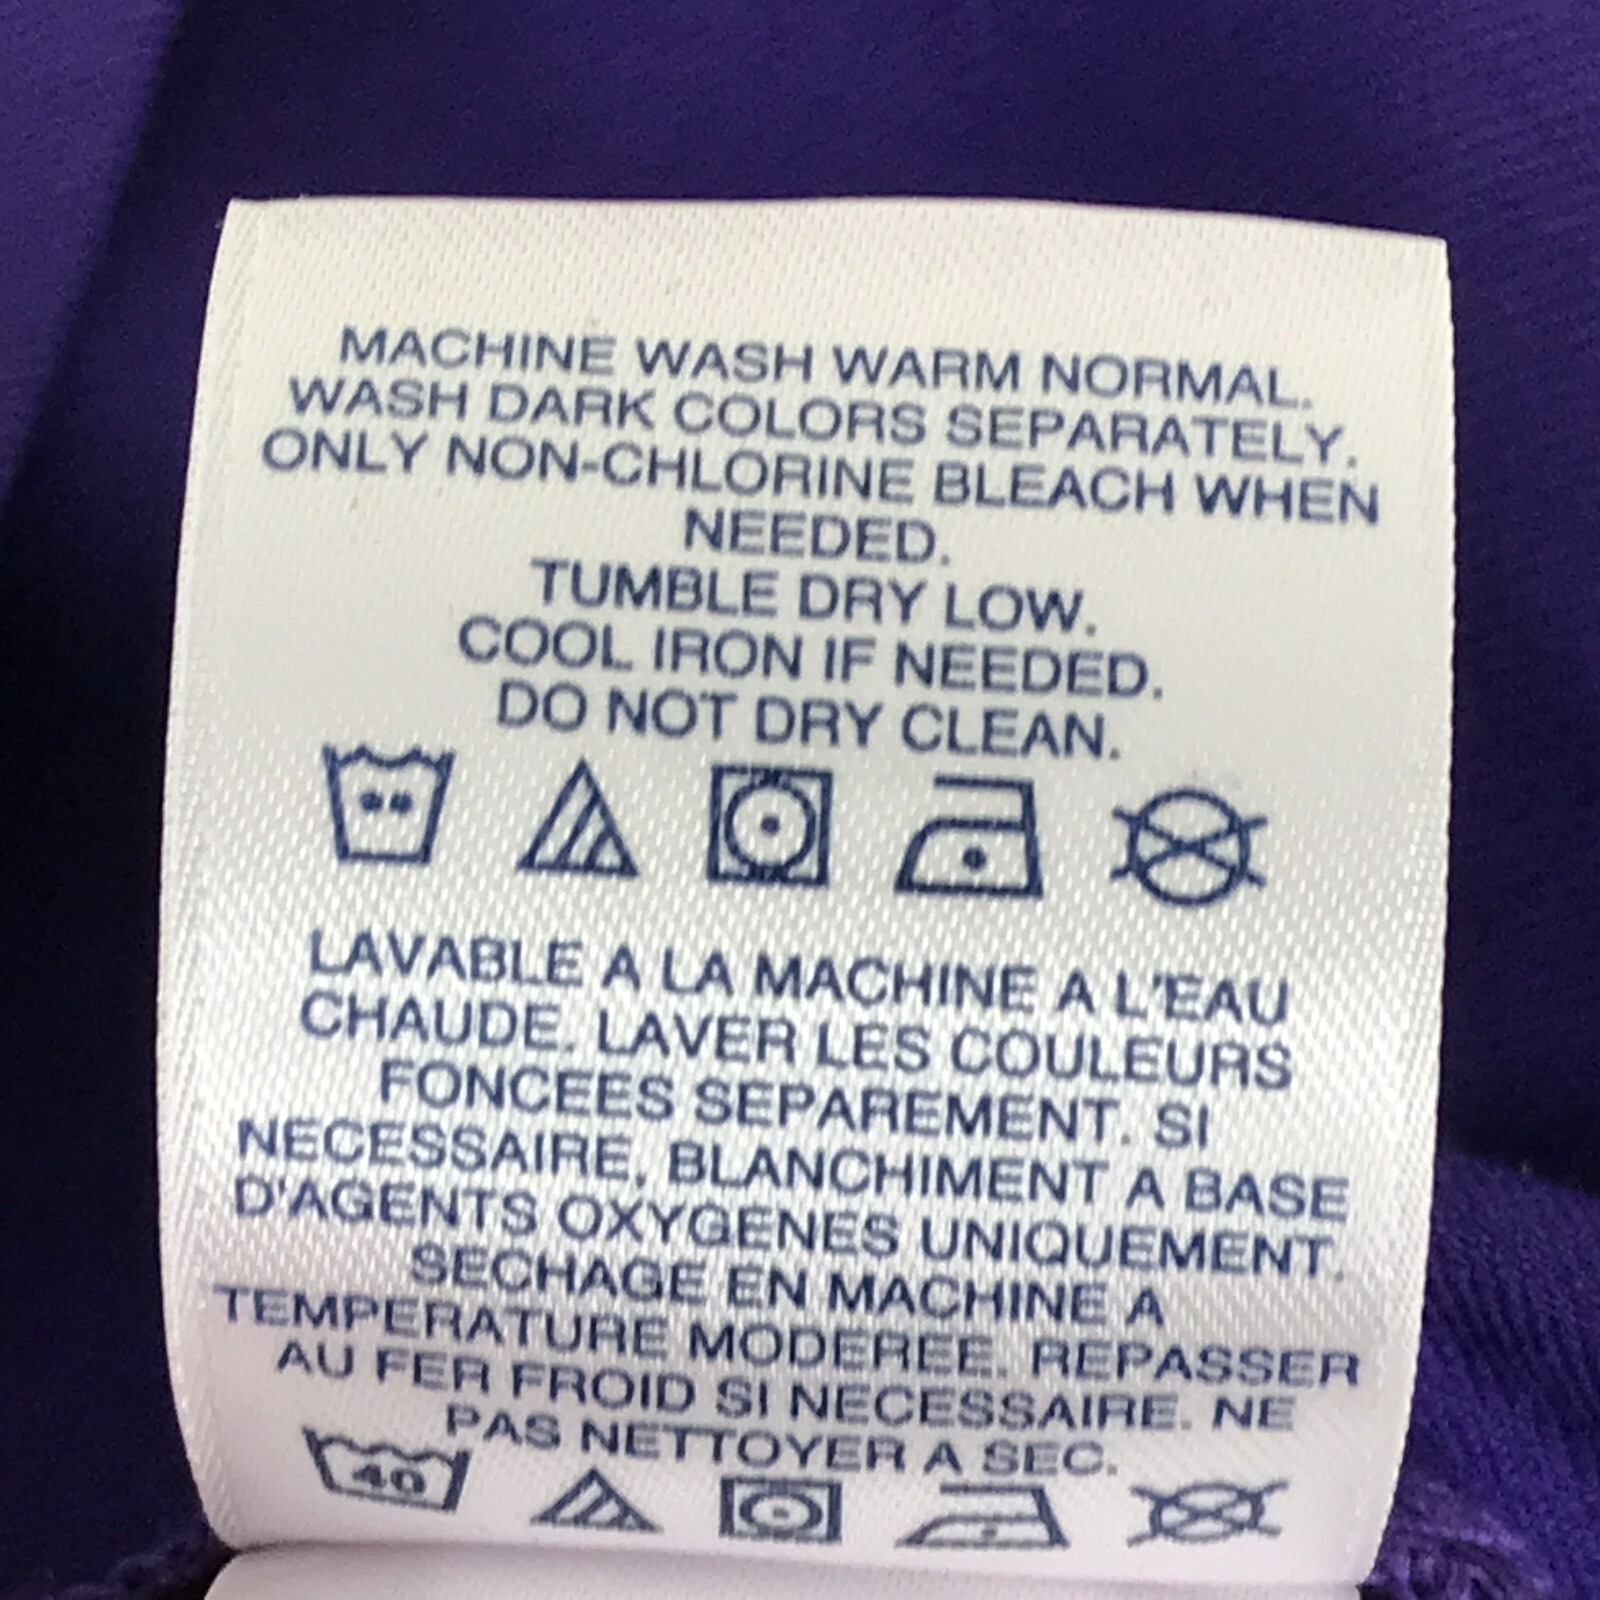 MACHINE WASH WARM NORMAL.
WASH DARK COLORS SEPARATELY.
ONLY NON-CHLORINE BLEACH WHEN
NEEDED.
TUMBLE DRY LOW.
COOL IRON IF NEEDED.
DO NOT DRY CLEAN.
LAVABLE A LA MACHINE A L'EAU
CHAUDE. LAVER LES COULEURS
FONCEES SEPAREMENT. SI
NECESSAIRE, BLANCHIMENT A BASE
D'AGENTS OXYGENES UNIQUEMENT.
SECHAGE EN MACHINE A
TEMPERATURE MODEREE. REPASSER
AU FER FROID SI NECESSAIRE. NE
PAS NETTOYER A SEC.
40